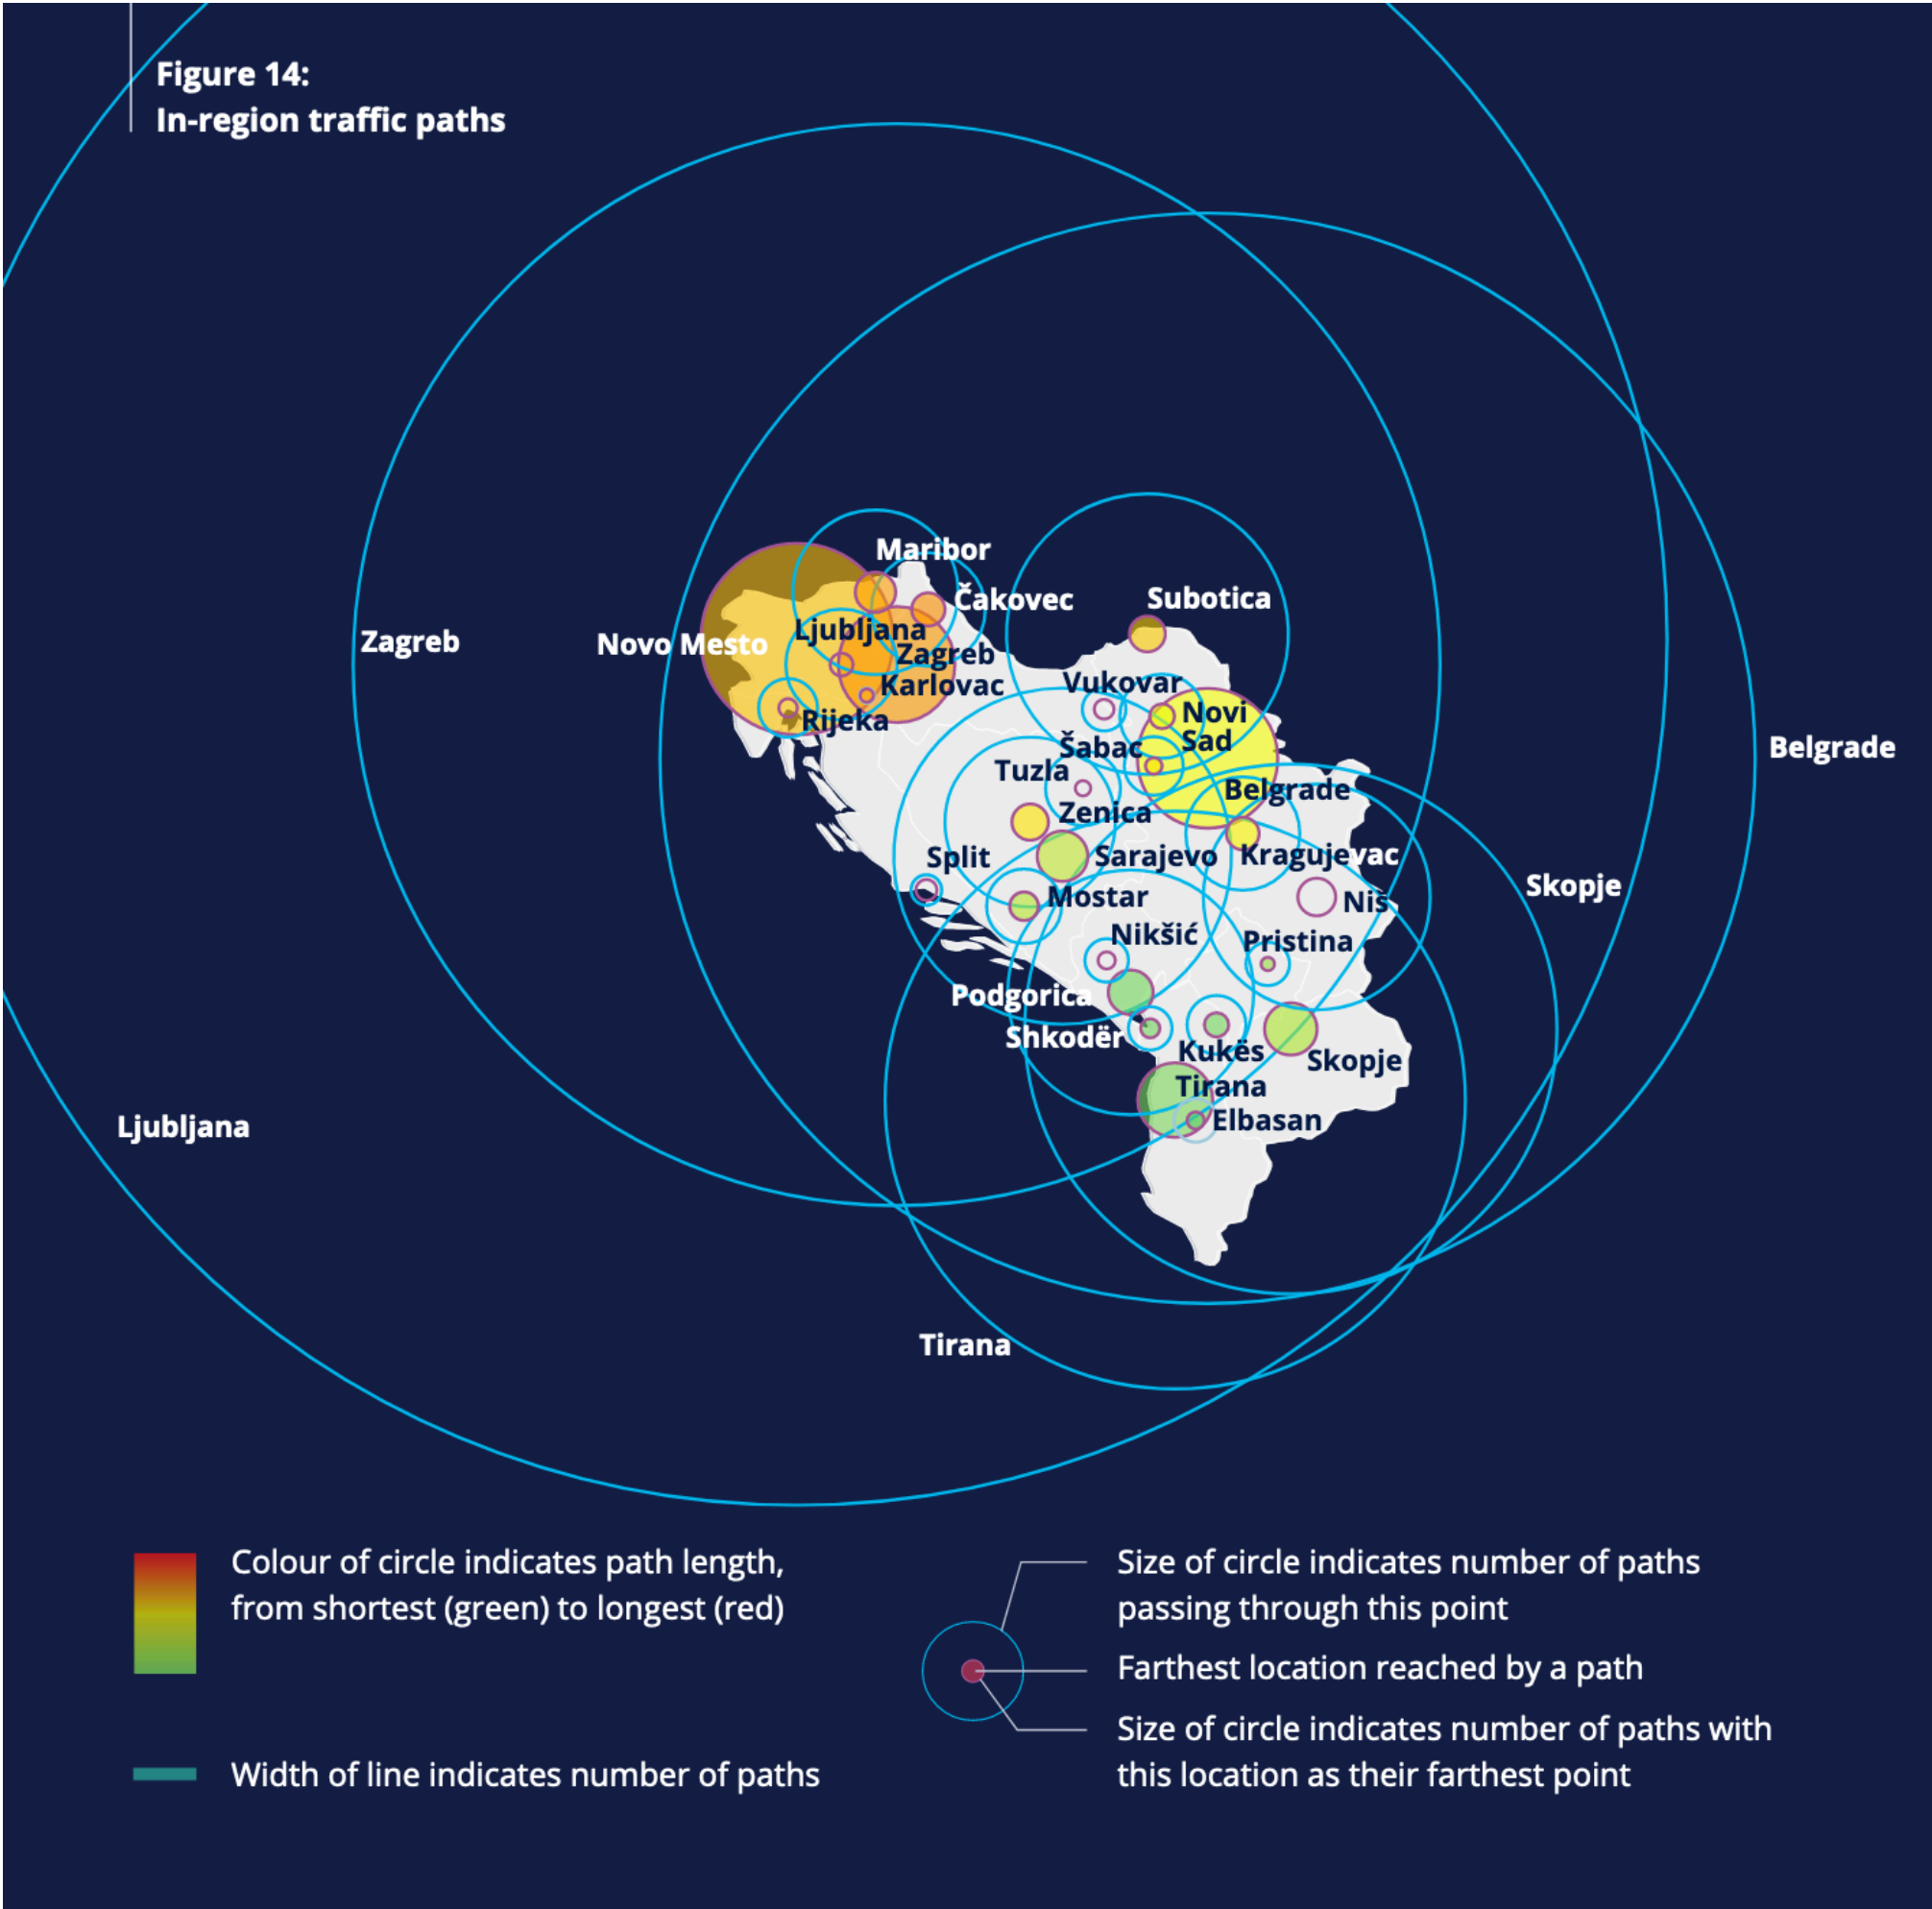 Figure 14:
In-region traffic paths
Maribor
Čakovec
Subotica
Zagreb
Novo Mesto
Ljubljana
Zagreb
Karlovac
Rijeka
Vukovar
Novi
Sad
Šabac
Belgrade
Tuzla
Belgrade
Zenica
Split
Sarajevo
Kragujevac
Skopje
Mostar
Niš
Nikšić
Pristina
Podgorica
Shkodër
Kukës
Skopje
Tirana
Elbasan
Ljubljana
Tirana
Colour of circle indicates path length,
from shortest (green) to longest (red)
Width of line indicates number of paths
Size of circle indicates number of paths
passing through this point
Farthest location reached by a path
Size of circle indicates number of paths with
this location as their farthest point